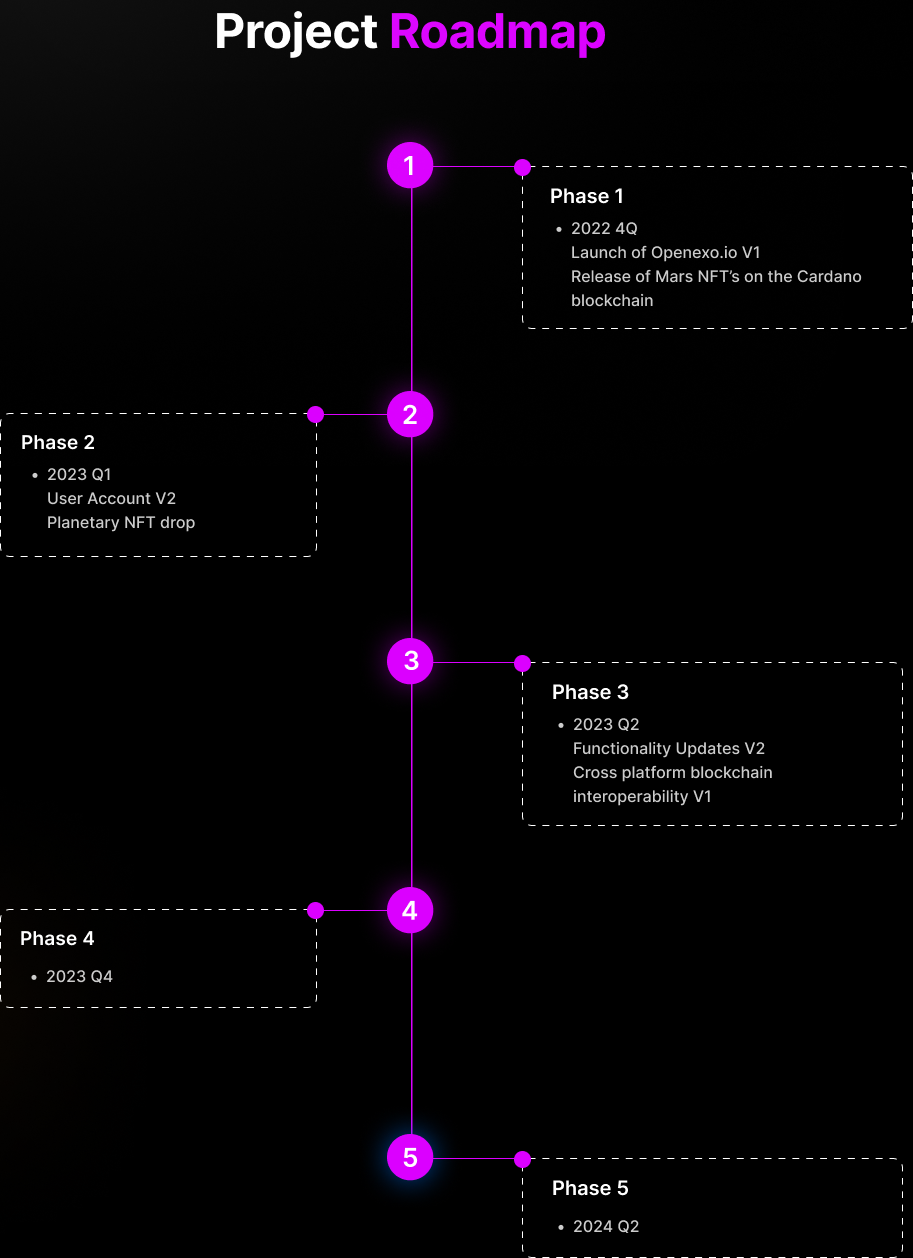 Project Roadmap
1
Phase 1
• 2022 4Q
Launch of Openexo.io V1
Release of Mars NFT's on the Cardano
blockchain
2
Phase 2
• 2023 Q1
User Account V2
Planetary NFT drop
3
Phase 3
• 2023 Q2
Functionality Updates V2
Cross platform blockchain
interoperability V1
4
Phase 4
• 2023 Q4
5
Phase 5
• 2024 Q2